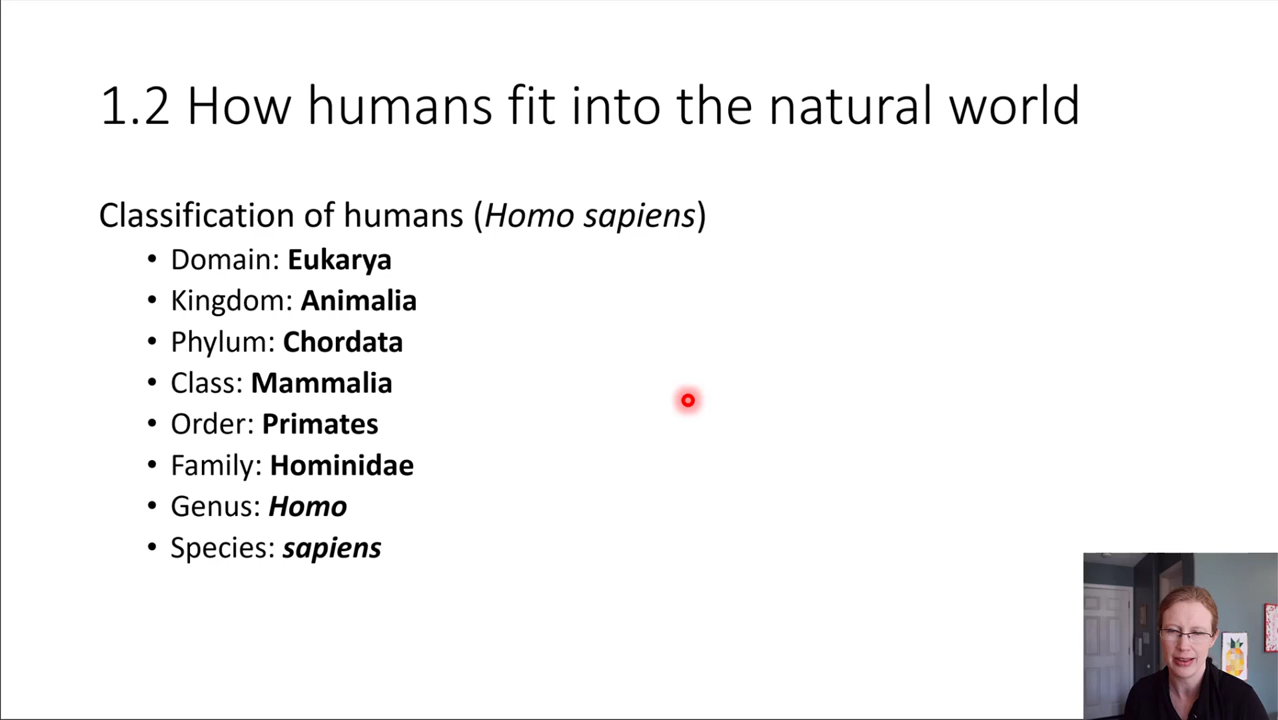 1.2 How humans fit into the natural world
Classification of humans (Homo sapiens)
• Domain: Eukarya
• Kingdom: Animalia
• Phylum: Chordata
• Class: Mammalia
• Order: Primates
• Family: Hominidae
• Genus: Homo
• Species: sapiens